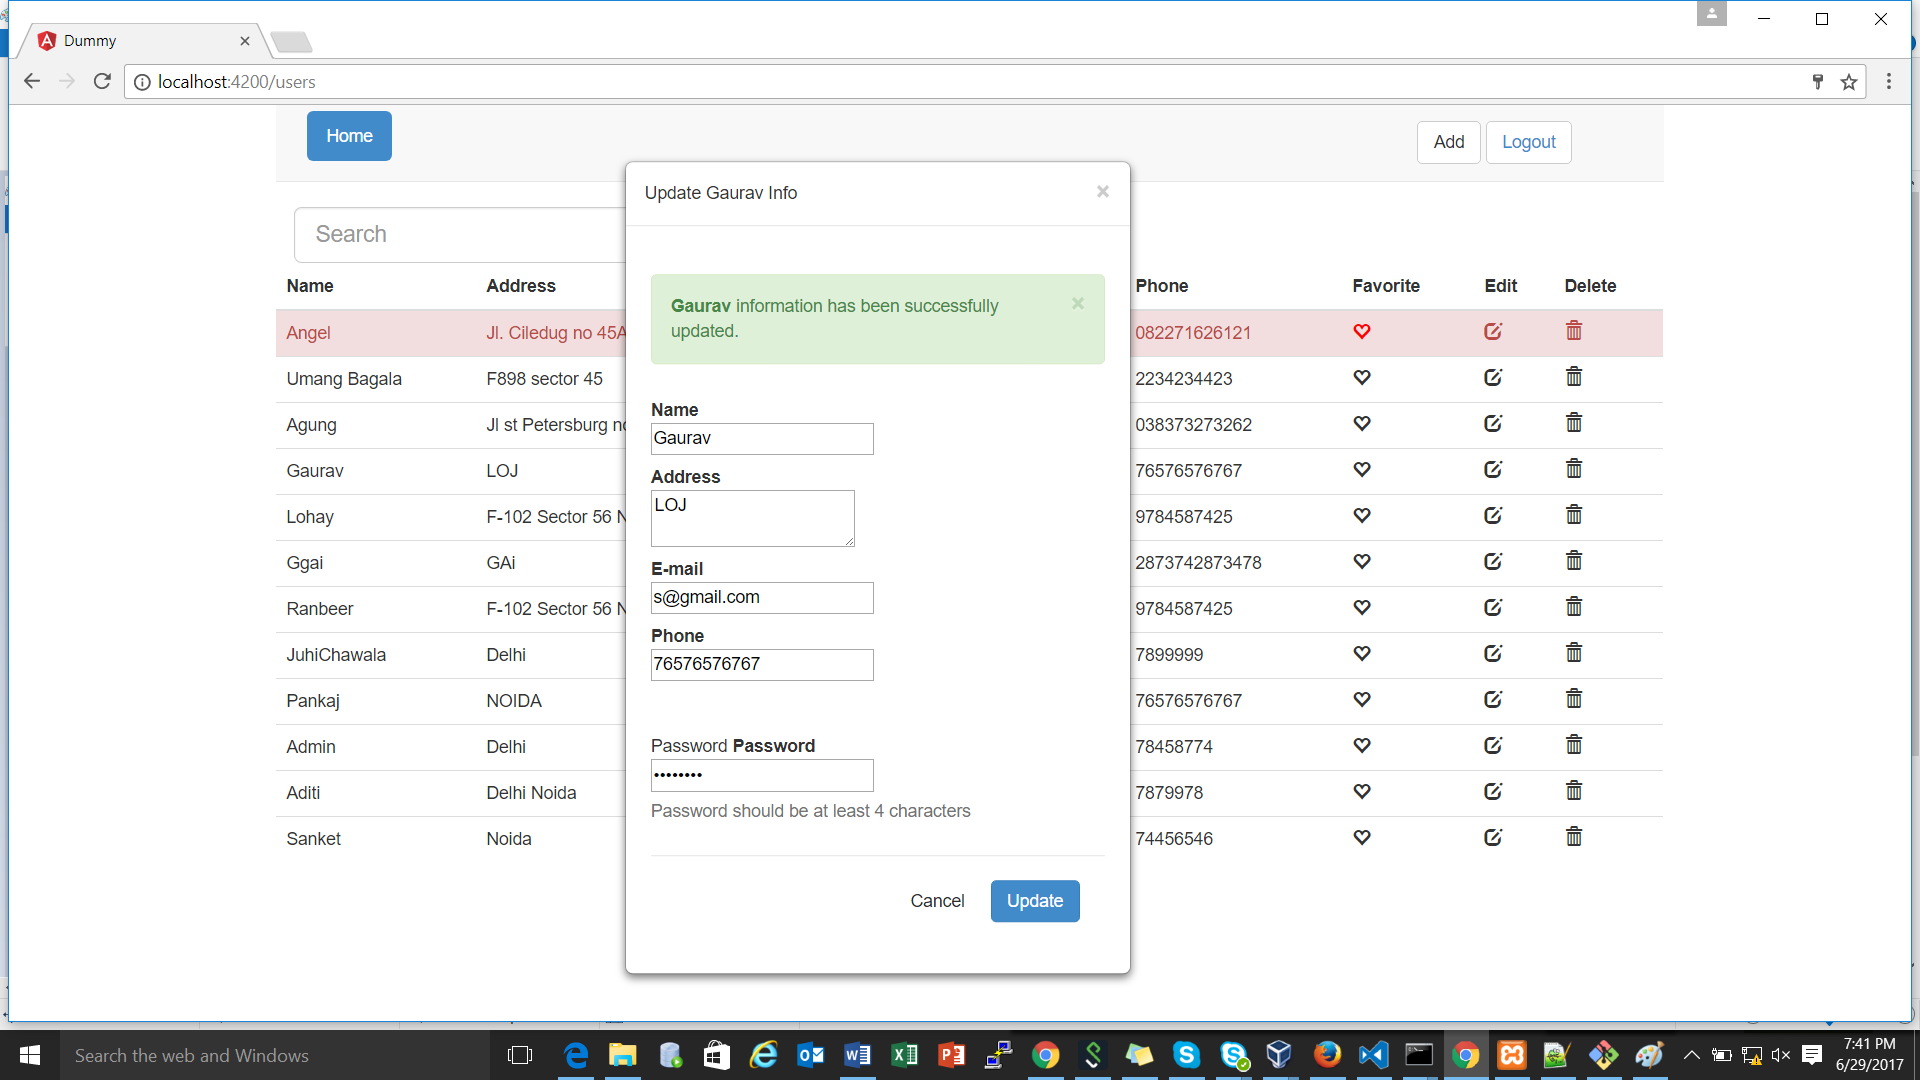 Dummy
localhost:4200/users
Home
Add Logout
Update Gaurav Info ×
Search
Name Address Phone Favorite Edit Delete
Gaurav information has been successfully ×
updated.
Angel Jl. Ciledug no 45A 082271626121
Umang Bagala F898 sector 45 2234234423
Agung Jl st Petersburg no 038373273262
Gaurav LOJ 76576576767
Lohay F-102 Sector 56 N 9784587425
Ggai GAi 2873742873478
Ranbeer F-102 Sector 56 N 9784587425
JuhiChawala Delhi 7899999
Pankaj NOIDA 76576576767
Admin Delhi 78458774
Aditi Delhi Noida 7879978
Sanket Noida 74456546
Name
Gaurav
Address
LOJ
E-mail
s@gmail.com
Phone
76576576767
Password Password
••••••••
Password should be at least 4 characters
Cancel Update
Search the web and Windows
7:41 PM
6/29/2017